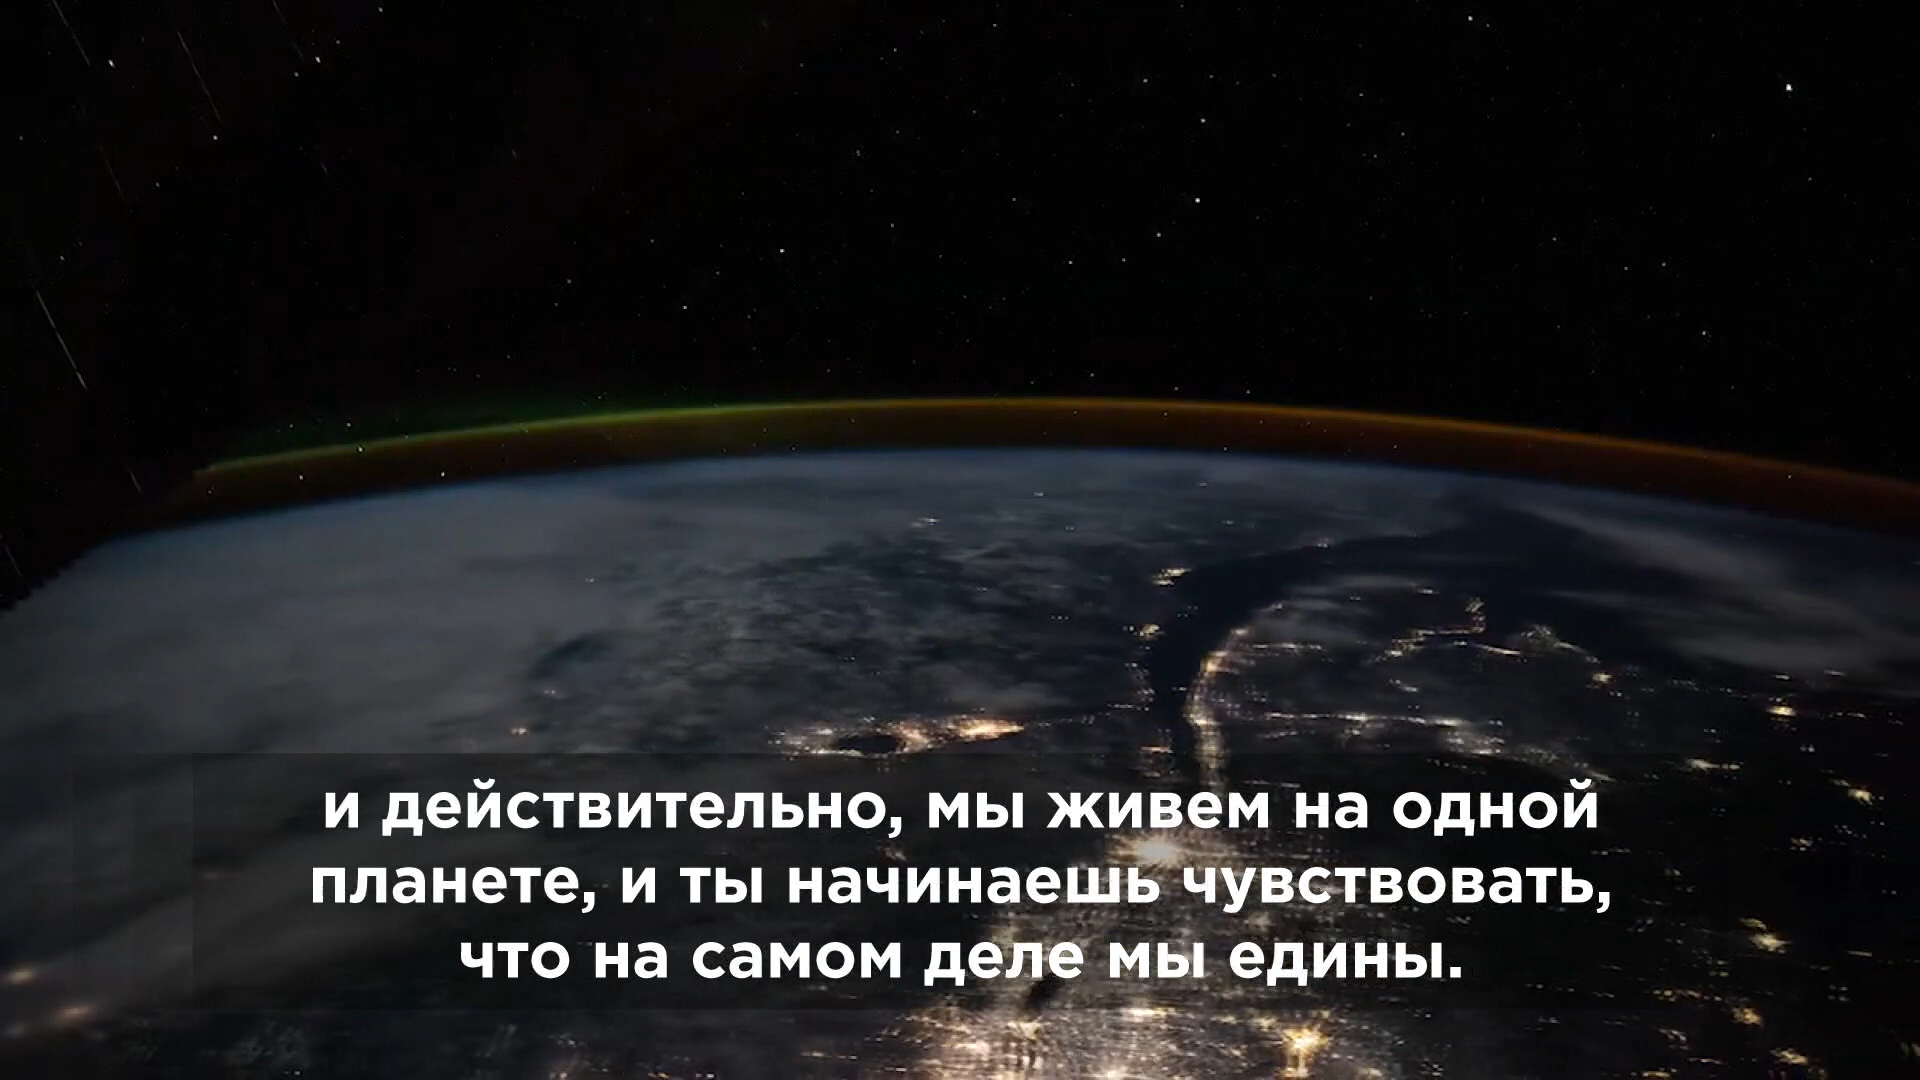 и действительно, мы живем на одной
планете, и ты начинаешь чувствовать,
что на самом деле мы едины.